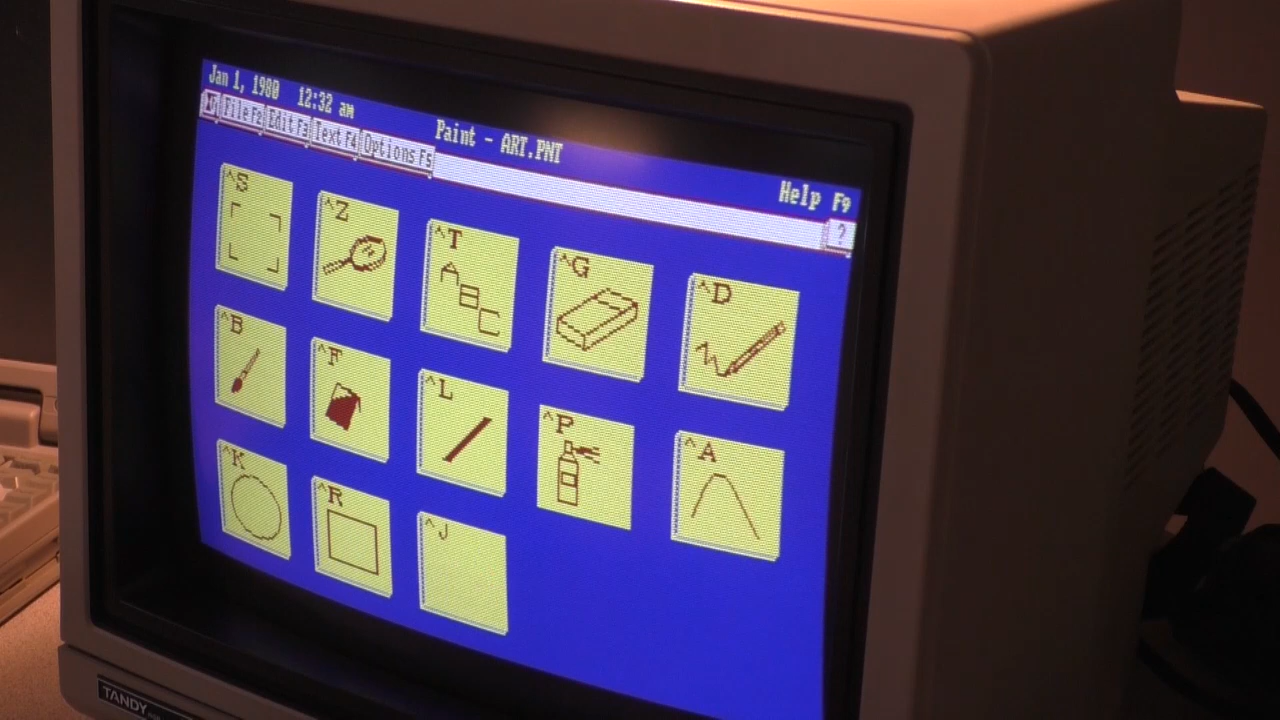 Jan 1, 1980 12:32 am
File F2 Edit F3 Text F4 Options F5
Paint - ART.PNT
Help F9
?
^S ^Z ^T ^G ^D
A
B
C
^B ^F ^L ^P ^A
^K ^R ^J
TANDY